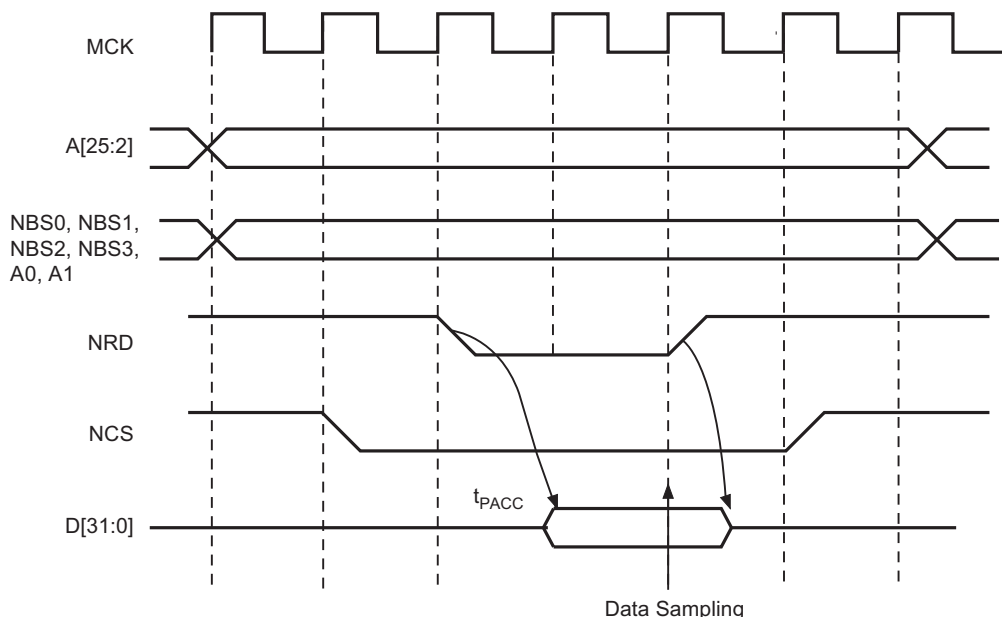 MCK
A[25:2]
NBS0, NBS1,
NBS2, NBS3,
A0, A1
NRD
NCS
tPACC
D[31:0]
Data Sampling